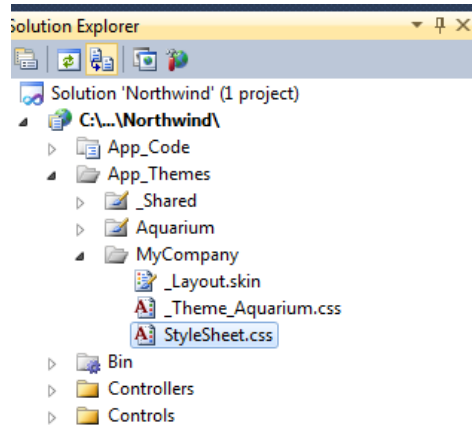 Solution Explorer
Solution 'Northwind' (1 project)
C:\...\Northwind\
App_Code
App_Themes
_Shared
Aquarium
MyCompany
_Layout.skin
_Theme_Aquarium.css
StyleSheet.css
Bin
Controllers
Controls